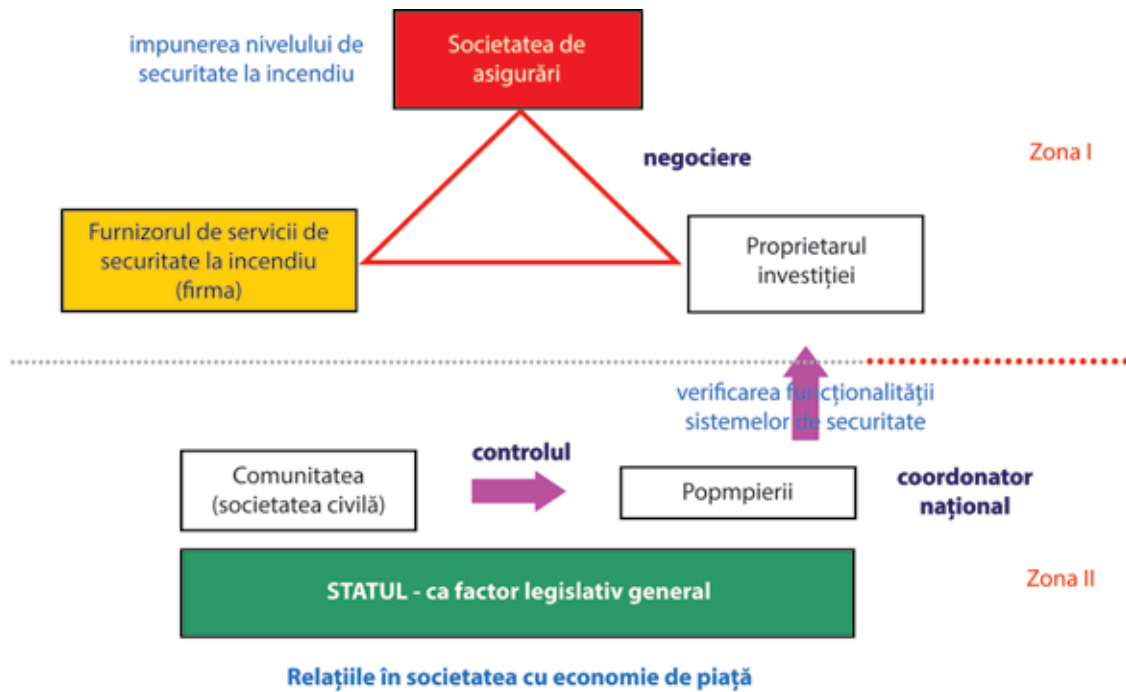 impunerea nivelului de
securitate la incendiu
Societatea de
asigurări
negociere
Zona I
Furnizorul de servicii de
securitate la incendiu
(firma)
Proprietarul
investiției
verificarea funcționalității
sistemelor de securitate
controlul
Comunitatea
(societatea civilă)
Popmpierii
coordonator
național
STATUL - ca factor legislativ general
Zona II
Relațiile în societatea cu economie de piață